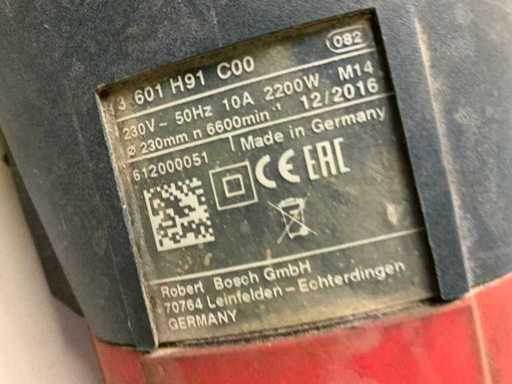 3 601 H91 C00 082
230V ~ 50Hz 10A 2200W M14
ø 230mm n 6600min⁻¹ 12/2016
612000051 Made in Germany
CE EAC
Robert Bosch GmbH
70764 Leinfelden-Echterdingen
GERMANY